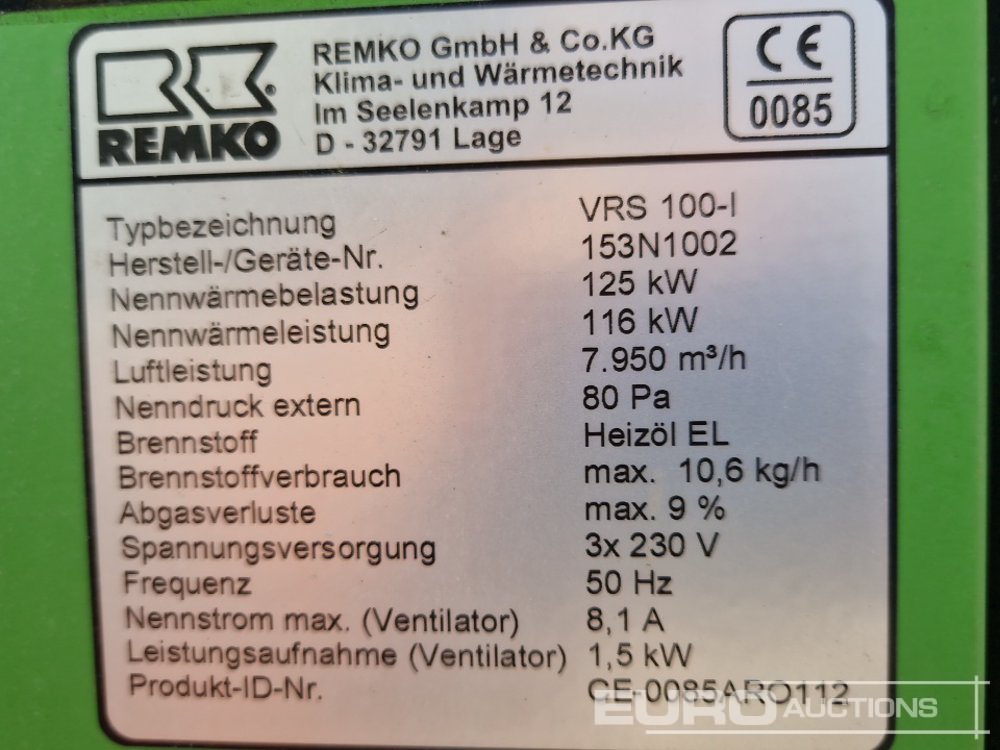 REMKO
REMKO GmbH & Co.KG
Klima- und Wärmetechnik
Im Seelenkamp 12
D - 32791 Lage
CE
0085
Typbezeichnung VRS 100-I
Herstell-/Geräte-Nr. 153N1002
Nennwärmebelastung 125 kW
Nennwärmeleistung 116 kW
Luftleistung 7.950 m³/h
Nenndruck extern 80 Pa
Brennstoff Heizöl EL
Brennstoffverbrauch max. 10,6 kg/h
Abgasverluste max. 9 %
Spannungsversorgung 3x 230 V
Frequenz 50 Hz
Nennstrom max. (Ventilator) 8,1 A
Leistungsaufnahme (Ventilator) 1,5 kW
Produkt-ID-Nr. CE-0085ARO112
EURO AUCTIONS